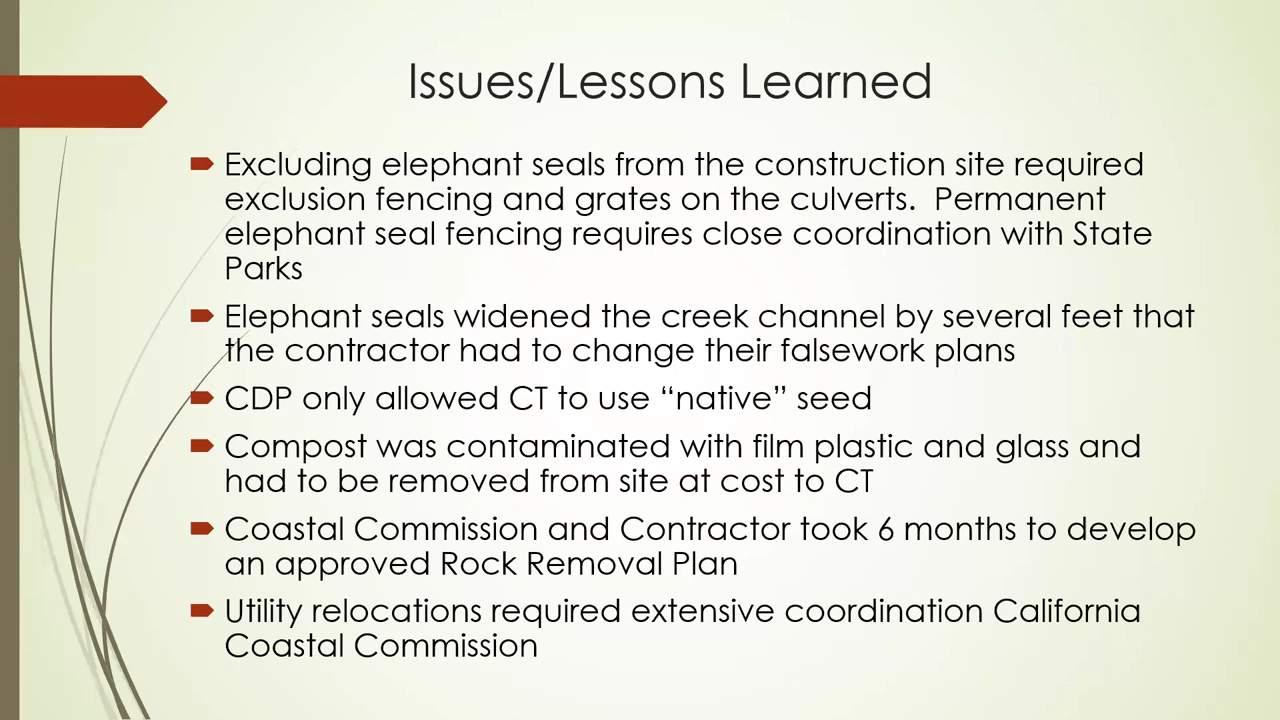 Issues/Lessons Learned
Excluding elephant seals from the construction site required
exclusion fencing and grates on the culverts.  Permanent
elephant seal fencing requires close coordination with State
Parks
Elephant seals widened the creek channel by several feet that
the contractor had to change their falsework plans
CDP only allowed CT to use “native” seed
Compost was contaminated with film plastic and glass and
had to be removed from site at cost to CT
Coastal Commission and Contractor took 6 months to develop
an approved Rock Removal Plan
Utility relocations required extensive coordination California
Coastal Commission